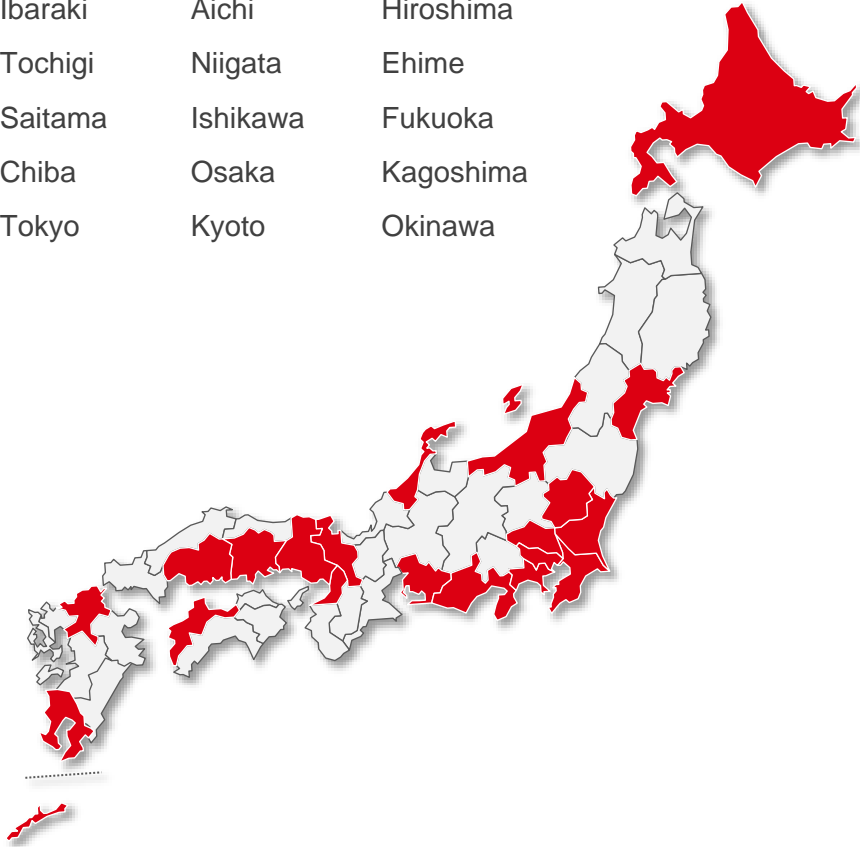 Ibaraki Aichi Hiroshima
Tochigi Niigata Ehime
Saitama Ishikawa Fukuoka
Chiba Osaka Kagoshima
Tokyo Kyoto Okinawa